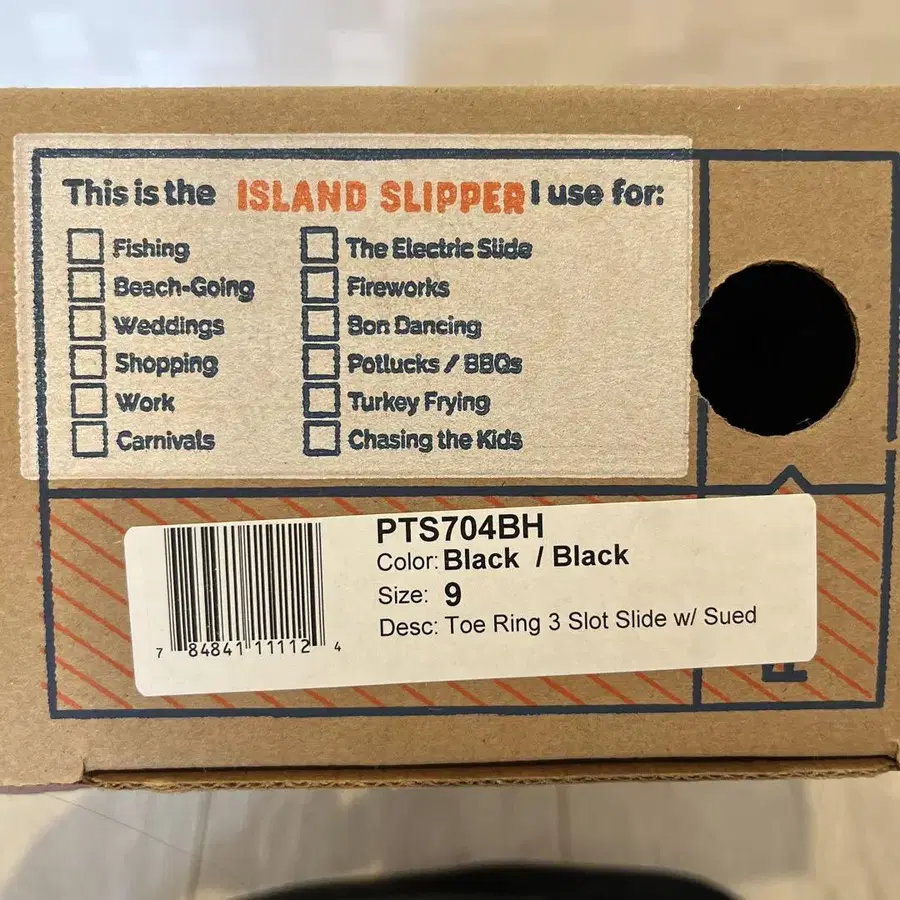 This is the ISLAND SLIPPER I use for:
Fishing
Beach-Going
Weddings
Shopping
Work
Carnivals
The Electric Slide
Fireworks
Bon Dancing
Potlucks / BBQs
Turkey Frying
Chasing the Kids
PTS704BH
Color: Black / Black
Size: 9
Desc: Toe Ring 3 Slot Slide w/ Sued
7 84841 11112 4